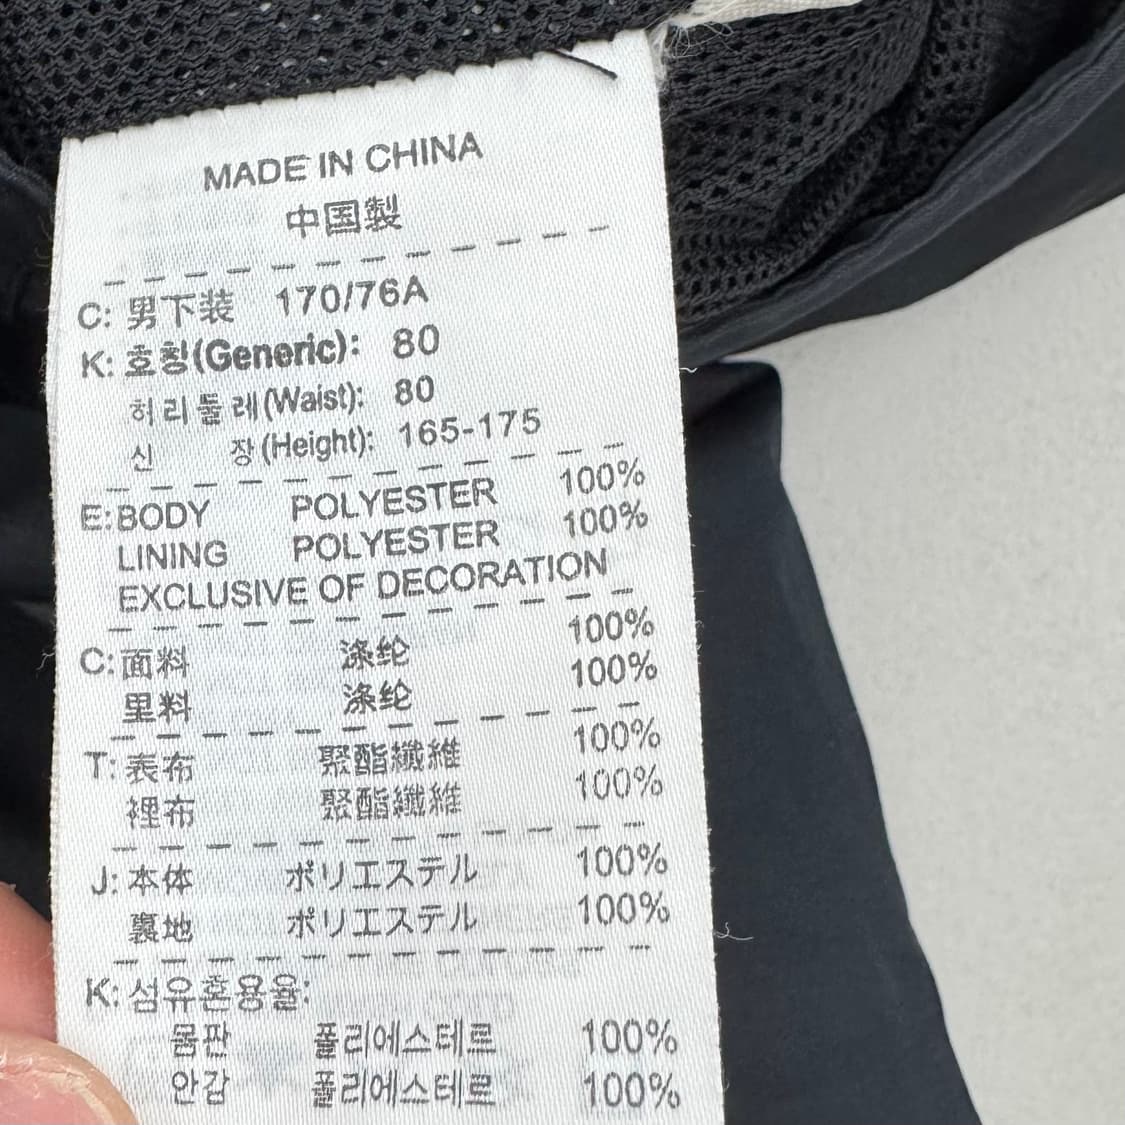 MADE IN CHINA
中国製
C: 男下装 170/76A
K: 호칭(Generic): 80
허리둘레(Waist): 80
신 장(Height): 165-175
E: BODY POLYESTER 100%
LINING POLYESTER 100%
EXCLUSIVE OF DECORATION
C: 面料 涤纶 100%
里料 涤纶 100%
T: 表布 聚酯纖維 100%
裡布 聚酯纖維 100%
J: 本体 ポリエステル 100%
裏地 ポリエステル 100%
K: 섬유혼용율:
몸판 폴리에스테르 100%
안감 폴리에스테르 100%